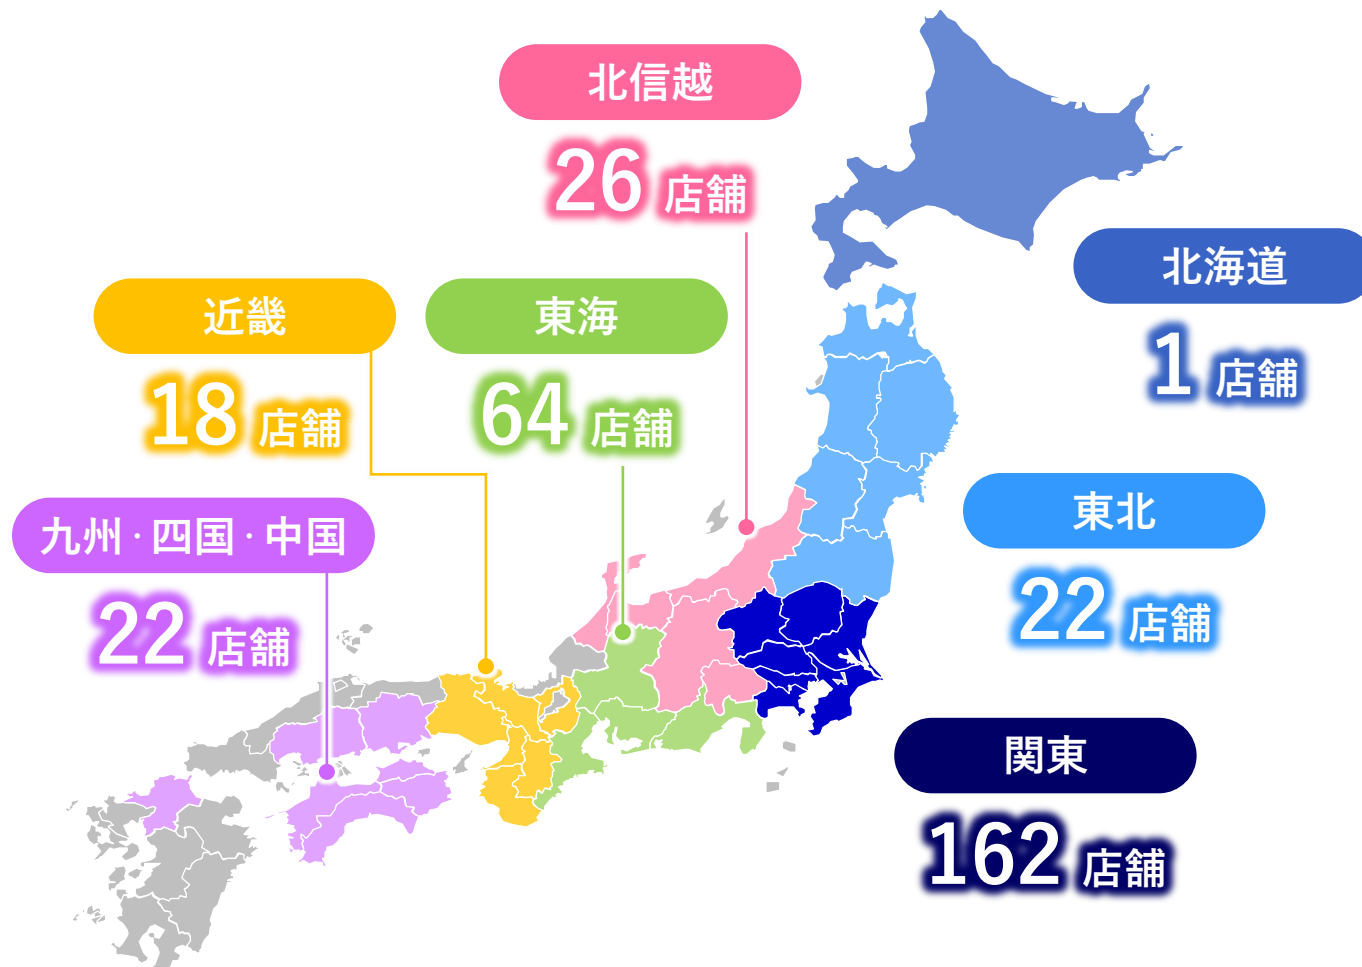 北信越
26 店舗
北海道
1 店舗
近畿
18 店舗
東海
64 店舗
東北
22 店舗
九州・四国・中国
22 店舗
関東
162 店舗